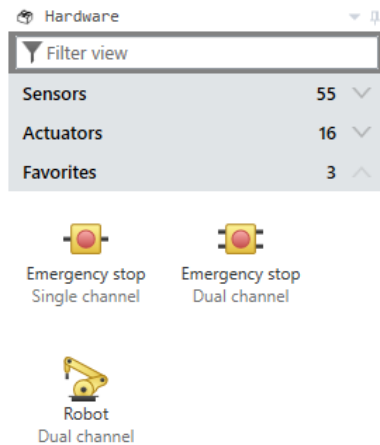 Hardware
Filter view
Sensors 55
Actuators 16
Favorites 3
Emergency stop Emergency stop
Single channel Dual channel
Robot
Dual channel